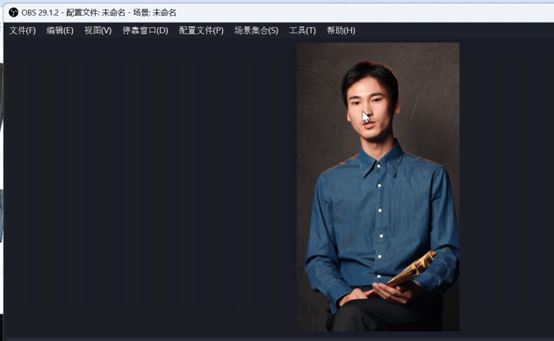 OBS 29.1.2 - 配置文件: 未命名 - 场景: 未命名
文件(F) 编辑(E) 视图(V) 停靠窗口(D) 配置文件(P) 场景集合(S) 工具(T) 帮助(H)